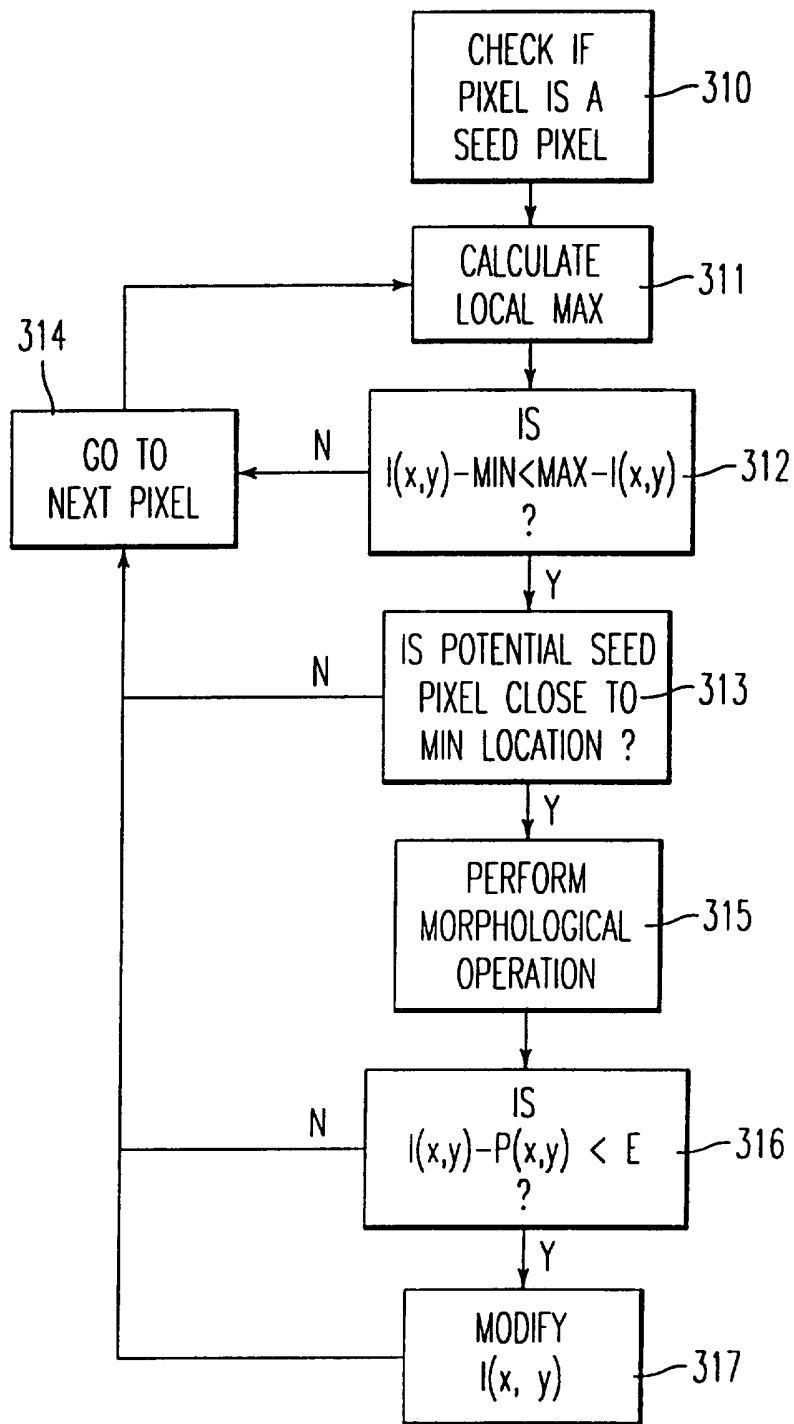 CHECK IF
PIXEL IS A
SEED PIXEL
310
CALCULATE
LOCAL MAX
311
314
GO TO
NEXT PIXEL
N
IS
I(x,y)-MIN<MAX-I(x,y)
?
312
Y
N
IS POTENTIAL SEED
PIXEL CLOSE TO
MIN LOCATION ?
313
Y
PERFORM
MORPHOLOGICAL
OPERATION
315
N
IS
I(x,y)-P(x,y) < E
?
316
Y
MODIFY
I(x, y)
317